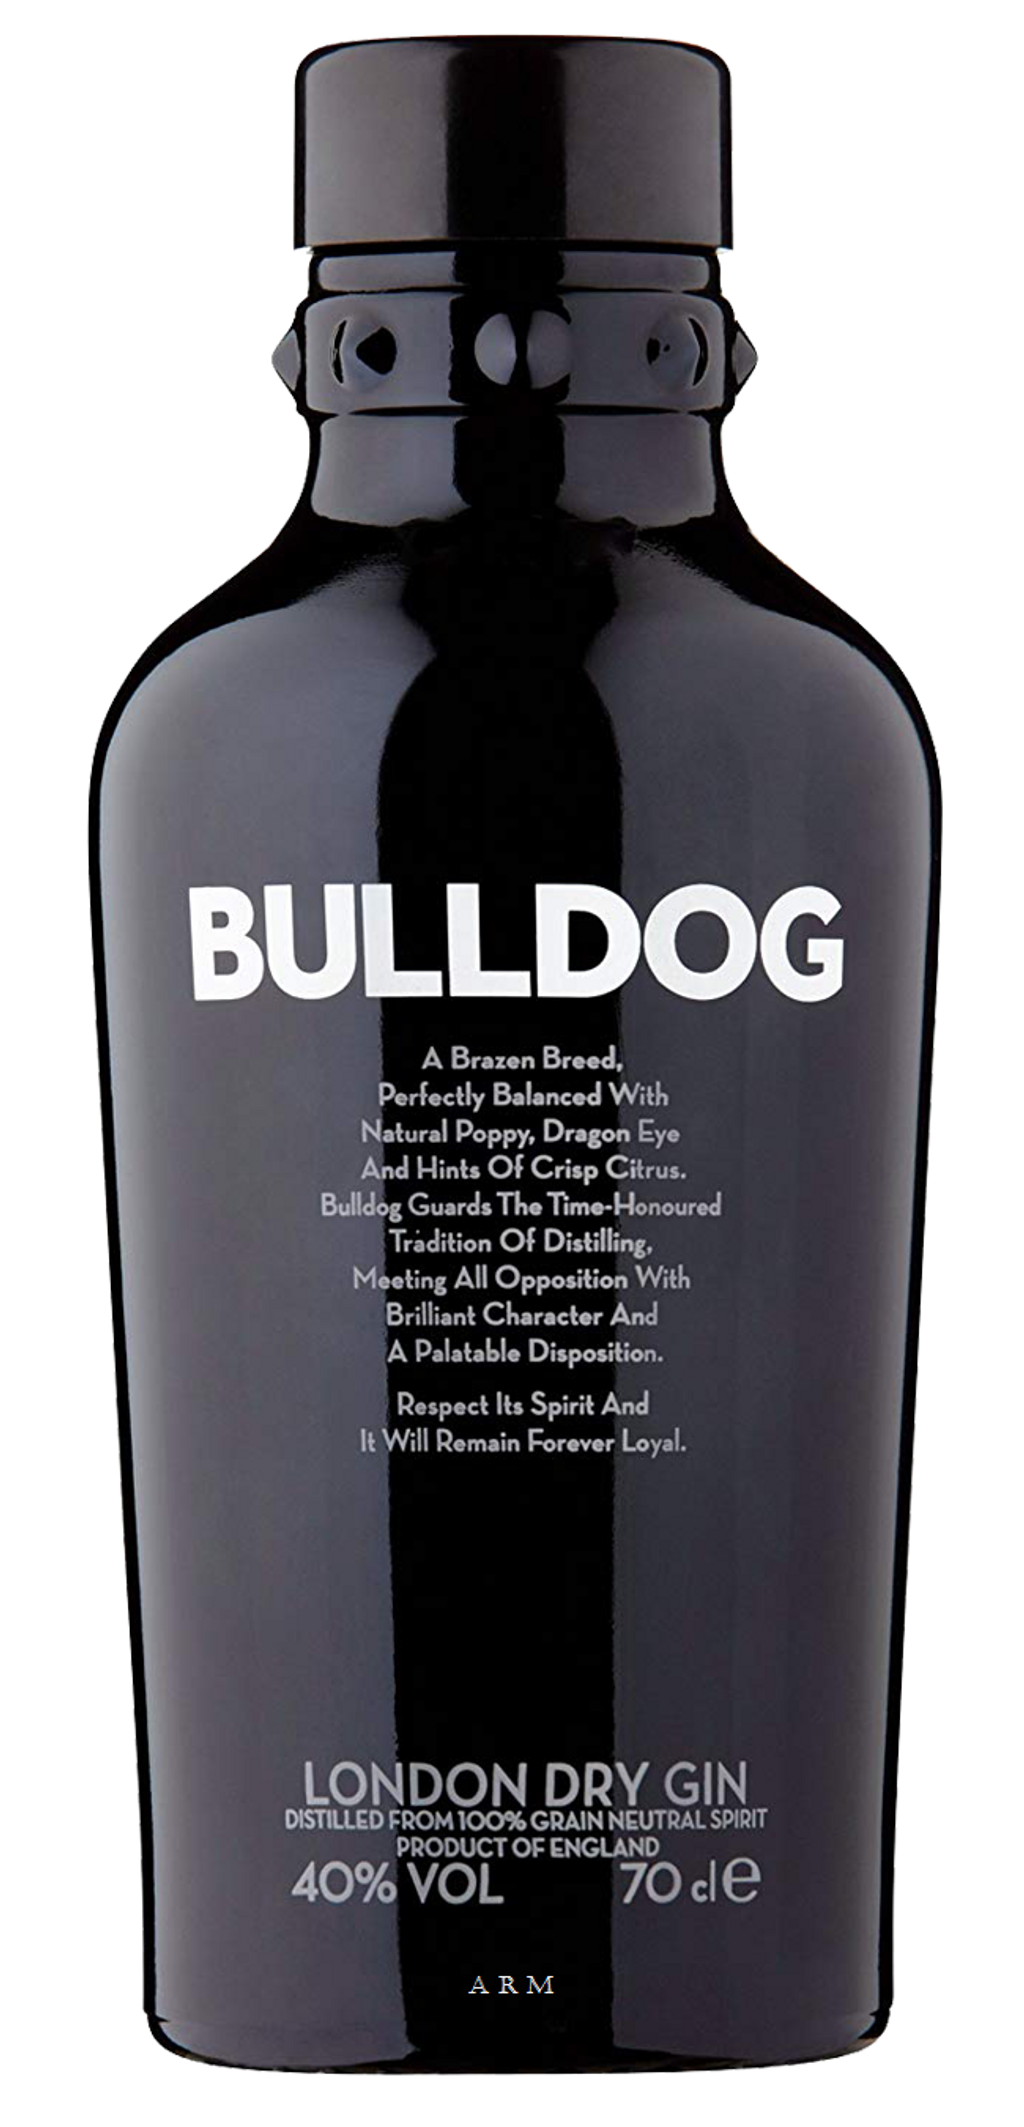 BULLDOG
A Brazen Breed,
Perfectly Balanced With
Natural Poppy, Dragon Eye
And Hints Of Crisp Citrus.
Bulldog Guards The Time-Honoured
Tradition Of Distilling,
Meeting All Opposition With
Brilliant Character And
A Palatable Disposition.
Respect Its Spirit And
It Will Remain Forever Loyal.
LONDON DRY GIN
DISTILLED FROM 100% GRAIN NEUTRAL SPIRIT
PRODUCT OF ENGLAND
40% VOL 70 cl e
ARM